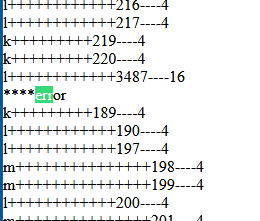 l++++++++++++216----4
l++++++++++++217----4
k+++++++++219----4
k+++++++++220----4
l++++++++++++3487----16
****error
k+++++++++189----4
l++++++++++++190----4
l++++++++++++197----4
m+++++++++++++++198----4
m+++++++++++++++199----4
l++++++++++++200----4
m+++++++++++++++201----4